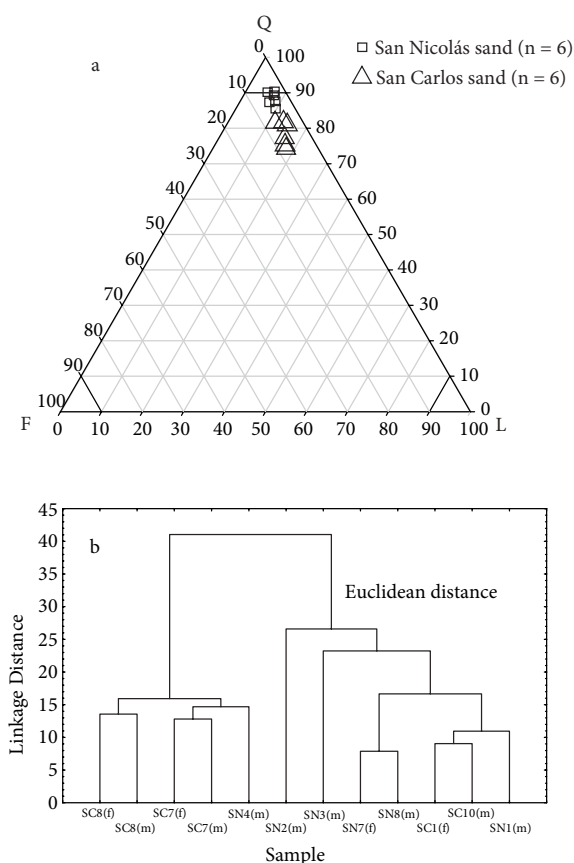 a
Q
0 100
10 90
20 80
30 70
40 60
50 50
60 40
70 30
80 20
90 10
100 0
F 0 10 20 30 40 50 60 70 80 90 100 L
San Nicolás sand (n = 6)
San Carlos sand (n = 6)
b
Euclidean distance
Linkage Distance
45
40
35
30
25
20
15
10
5
0
SC8(f) SC7(f) SN4(m) SN3(m) SN8(m) SC10(m)
SC8(m) SC7(m) SN2(m) SN7(f) SC1(f) SN1(m)
Sample